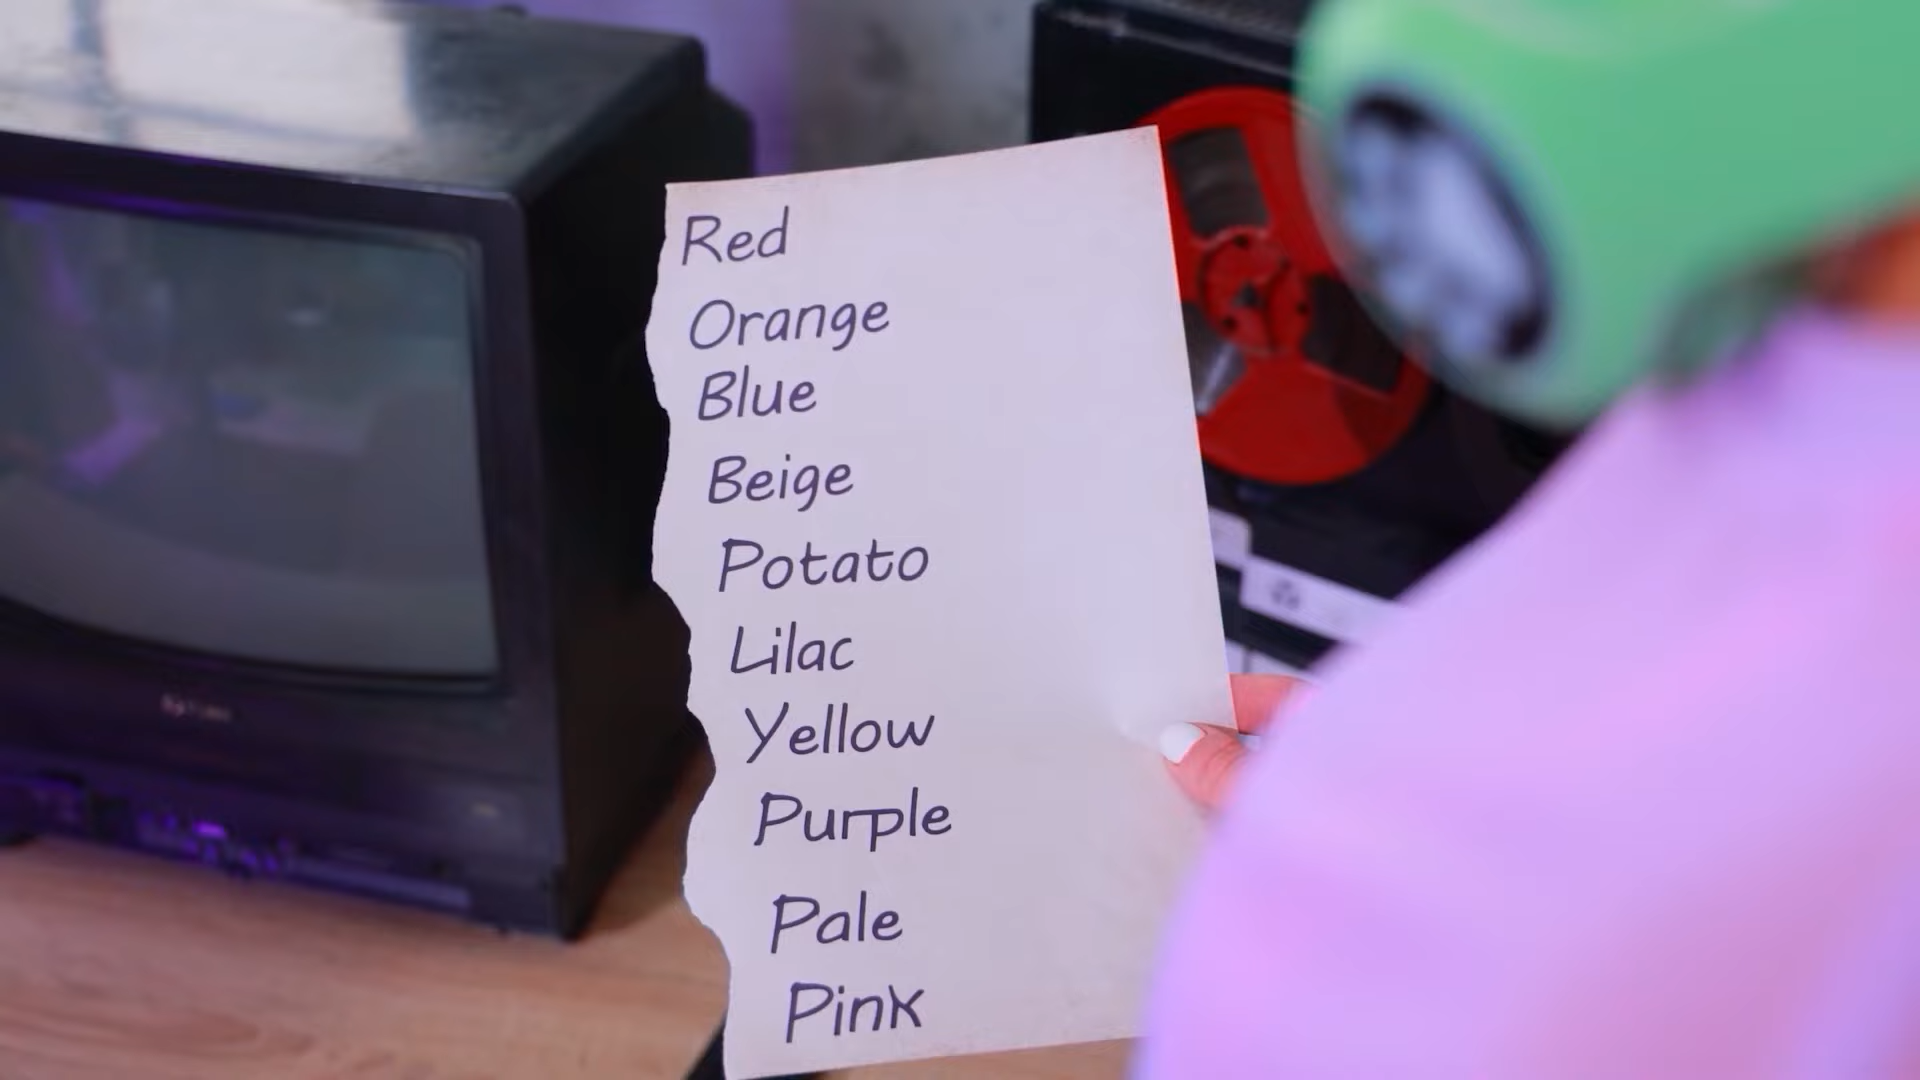 Red
Orange
Blue
Beige
Potato
Lilac
Yellow
Purple
Pale
Pink